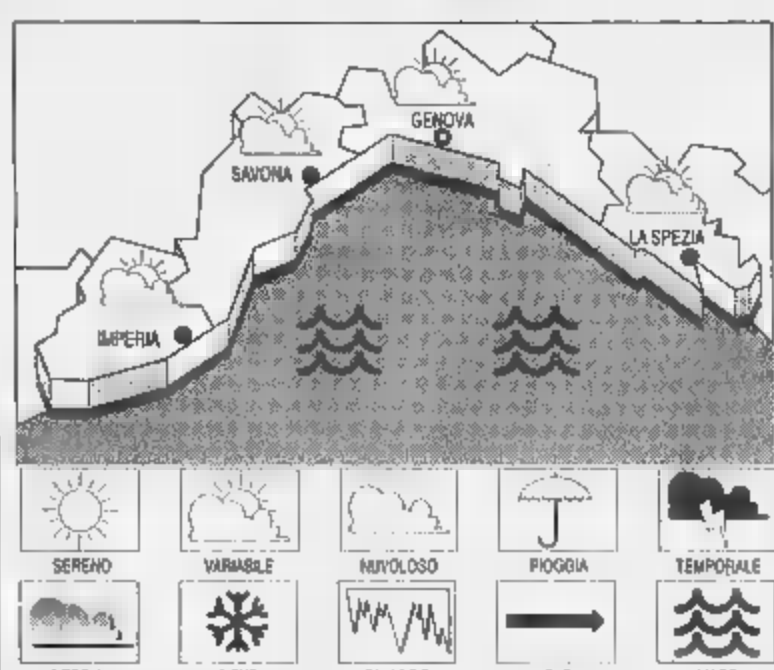 GENOVA
SAVONA
LA SPEZIA
IMPERIA
SERENO
VARIABILE
NUVOLOSO
PIOGGIA
TEMPORALE